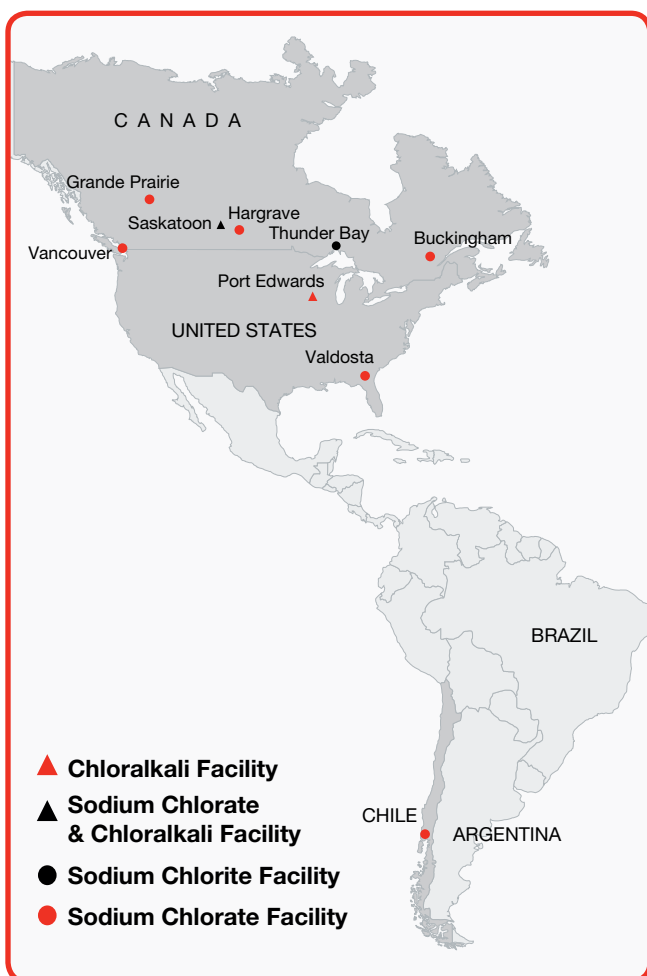 C A N A D A
Grande Prairie
Saskatoon
Hargrave
Thunder Bay
Buckingham
Vancouver
Port Edwards
UNITED STATES
Valdosta
BRAZIL
CHILE
ARGENTINA
Chloralkali Facility
Sodium Chlorate
& Chloralkali Facility
Sodium Chlorite Facility
Sodium Chlorate Facility